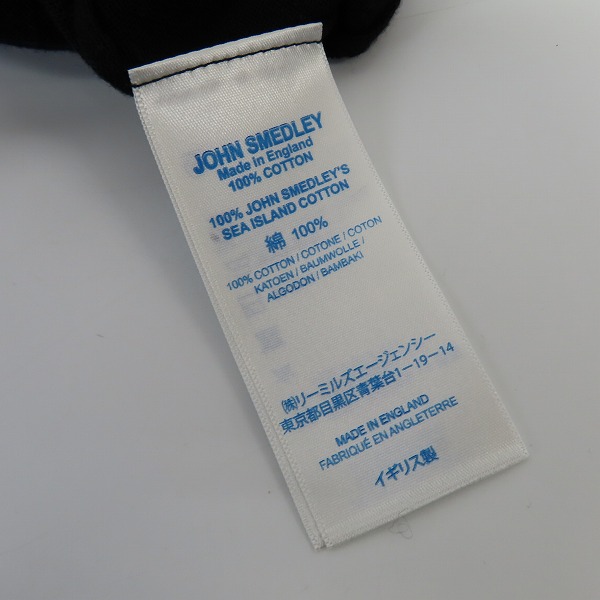 JOHN SMEDLEY
Made in England
100% COTTON
100% JOHN SMEDLEY'S
SEA ISLAND COTTON
綿 100%
100% COTTON / COTONE / COTON
KATOEN / BAUMWOLLE /
ALGODON / BAMBAKI
㈱リーミルズエージェンシー
東京都目黒区青葉台1-19-14
MADE IN ENGLAND
FABRIQUÉ EN ANGLETERRE
イギリス製